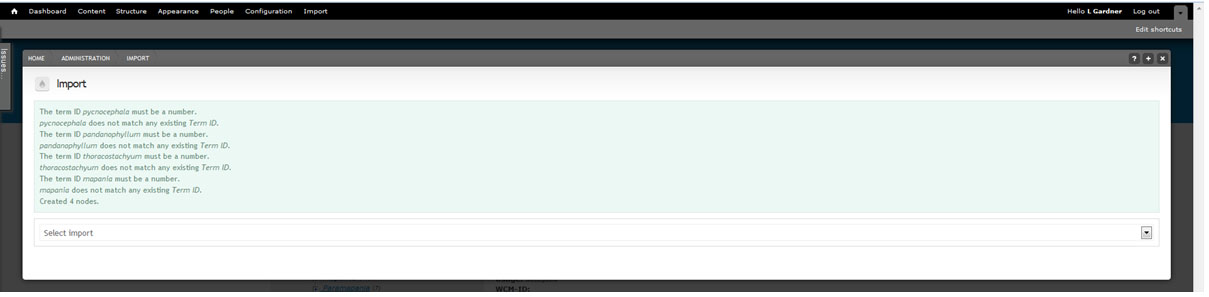 Dashboard Content Structure Appearance People Configuration Import Hello L Gardner Log out
Edit shortcuts
Issues...
HOME ADMINISTRATION IMPORT ? + ×
Import
The term ID pycnocephala must be a number.
pycnocephala does not match any existing Term ID.
The term ID pandanophyllum must be a number.
pandanophyllum does not match any existing Term ID.
The term ID thoracostachyum must be a number.
thoracostachyum does not match any existing Term ID.
The term ID mapania must be a number.
mapania does not match any existing Term ID.
Created 4 nodes.
Select import
Paramapania (7)
WCM-ID: